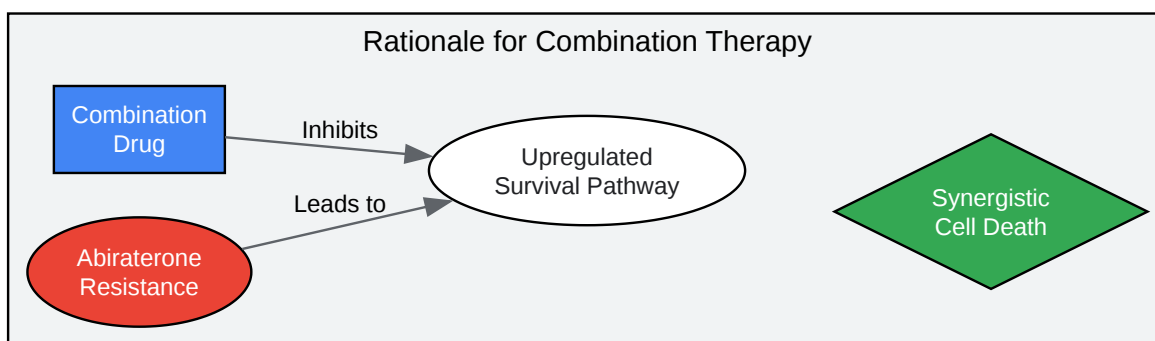 Rationale for Combination Therapy
Combination
Drug
Inhibits
Upregulated
Survival Pathway
Leads to
Abiraterone
Resistance
Synergistic
Cell Death